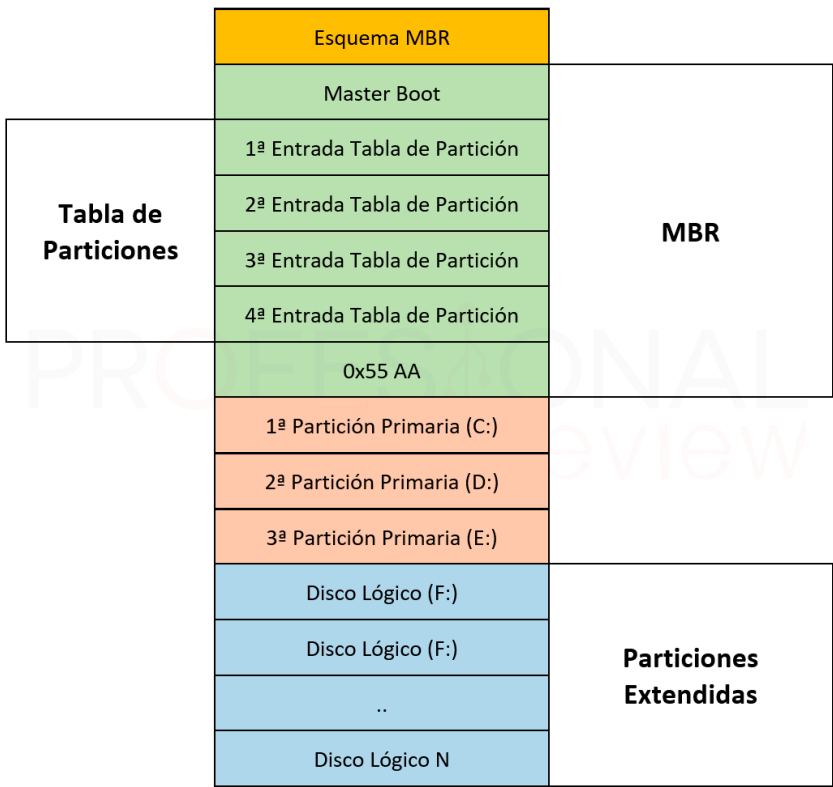 Esquema MBR
Master Boot
1ª Entrada Tabla de Partición
2ª Entrada Tabla de Partición
3ª Entrada Tabla de Partición
4ª Entrada Tabla de Partición
0x55 AA
Tabla de
Particiones
MBR
1ª Partición Primaria (C:)
2ª Partición Primaria (D:)
3ª Partición Primaria (E:)
Disco Lógico (F:)
Disco Lógico (F:)
..
Disco Lógico N
Particiones
Extendidas
PROFESIONAL
review